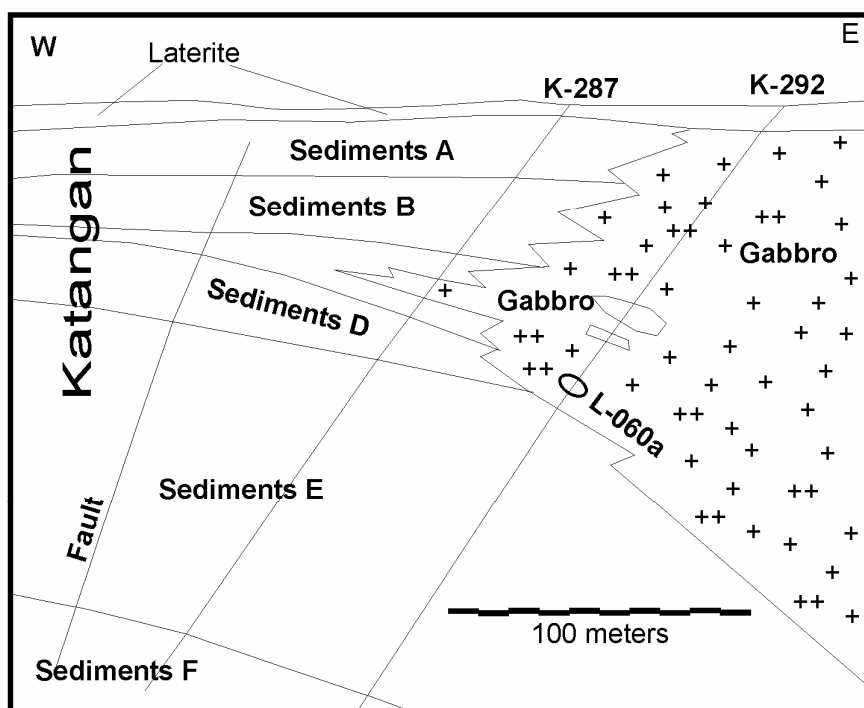 W
E
Laterite
K-287
K-292
Sediments A
Sediments B
Katangan
Gabbro
Gabbro
Sediments D
L-060a
Sediments E
Fault
100 meters
Sediments F